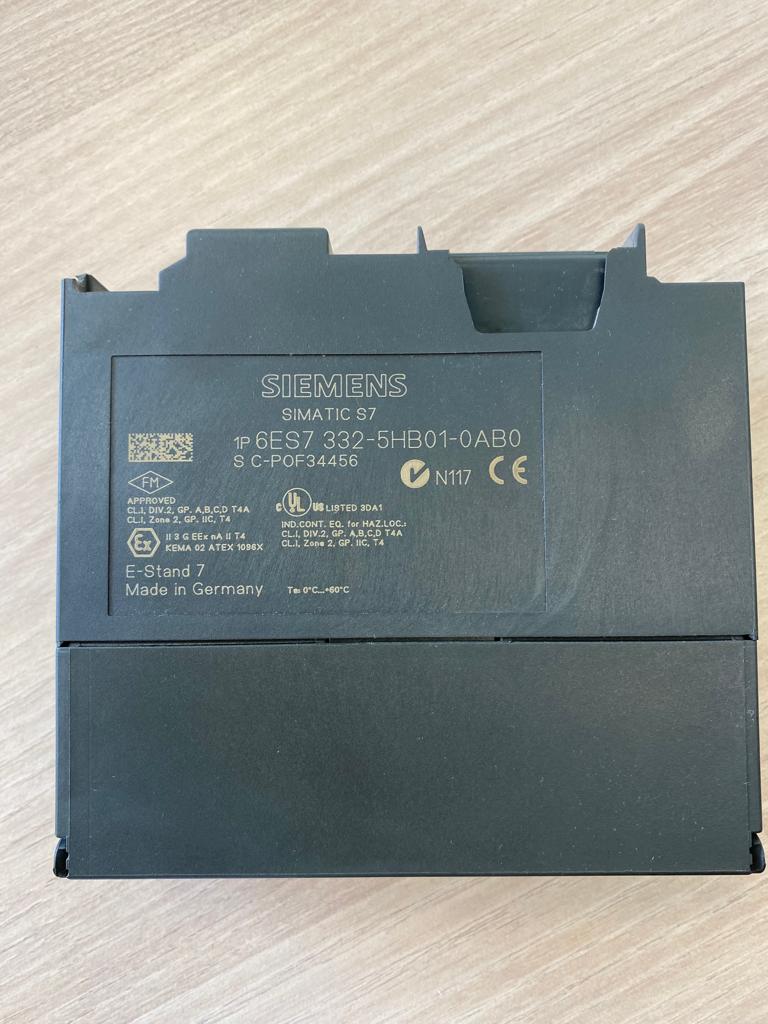 SIEMENS
SIMATIC S7
1P 6ES7 332-5HB01-0AB0
S C-POF34456
N117 CE
FM
APPROVED
CL.I, DIV.2, GP. A,B,C,D T4A
CL.I, Zone 2, GP. IIC, T4
c UL US LISTED 3DA1
IND.CONT. EQ. for HAZ.LOC.:
CL.I, DIV.2, GP. A,B,C,D T4A
CL.I, Zone 2, GP. IIC, T4
Ex II 3 G EEx nA II T4
KEMA 02 ATEX 1096X
E-Stand 7
Made in Germany
Ta: 0°C...+60°C